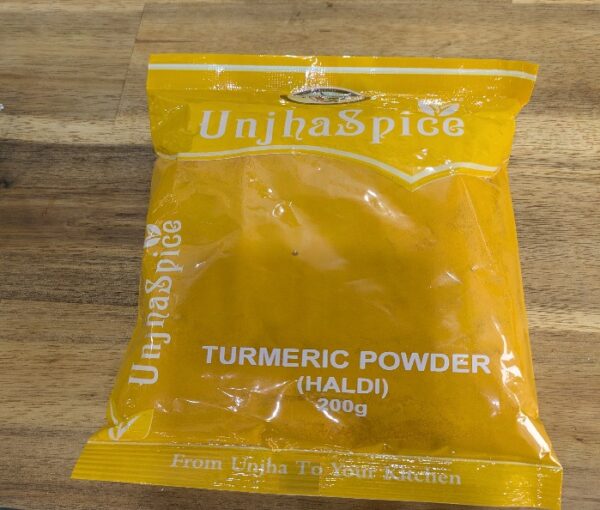 UnjhaSpice
UnjhaSpice
TURMERIC POWDER
(HALDI)
200g
From Unjha To Your Kitchen